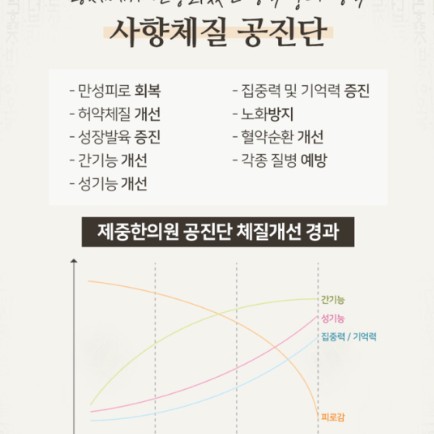 사향체질 공진단
- 만성피로 회복
- 허약체질 개선
- 성장발육 증진
- 간기능 개선
- 성기능 개선
- 집중력 및 기억력 증진
- 노화방지
- 혈액순환 개선
- 각종 질병 예방
제중한의원 공진단 체질개선 경과
간기능
성기능
집중력 / 기억력
피로감